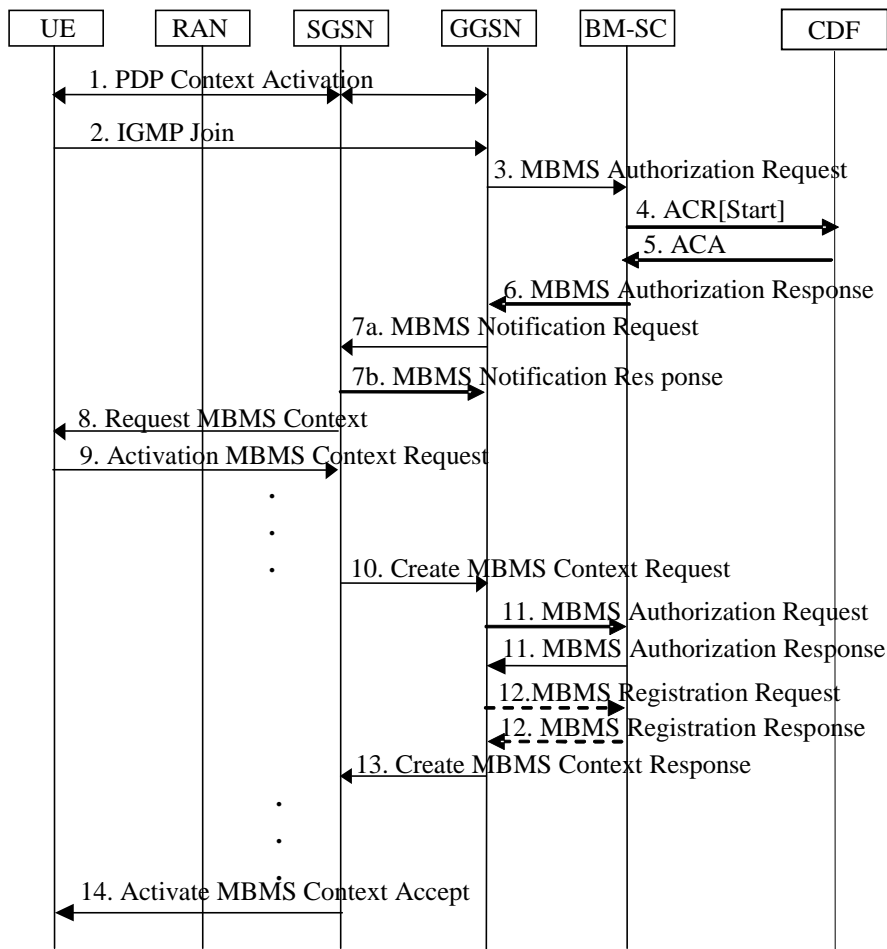 UE RAN SGSN GGSN BM-SC CDF
1. PDP Context Activation
2. IGMP Join
3. MBMS Authorization Request
4. ACR[Start]
5. ACA
6. MBMS Authorization Response
7a. MBMS Notification Request
7b. MBMS Notification Res ponse
8. Request MBMS Context
9. Activation MBMS Context Request
10. Create MBMS Context Request
11. MBMS Authorization Request
11. MBMS Authorization Response
12.MBMS Registration Request
12. MBMS Registration Response
13. Create MBMS Context Response
14. Activate MBMS Context Accept